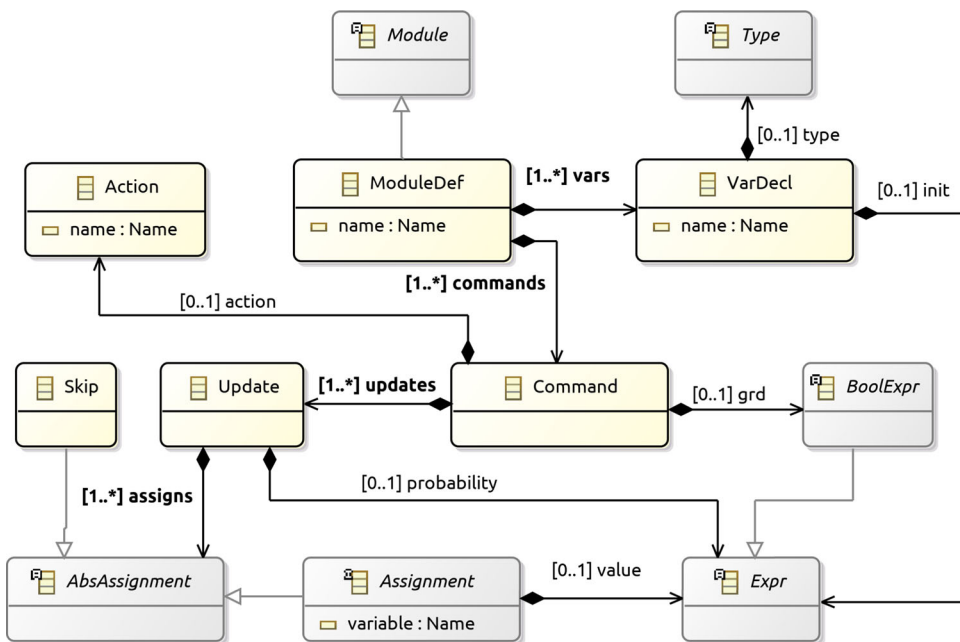 Module
Type
[0..1] type
Action
name : Name
ModuleDef
name : Name
[1..*] vars
VarDecl
name : Name
[0..1] init
[1..*] commands
[0..1] action
Skip
Update
[1..*] updates
Command
[0..1] grd
BoolExpr
[1..*] assigns
[0..1] probability
AbsAssignment
Assignment
variable : Name
[0..1] value
Expr